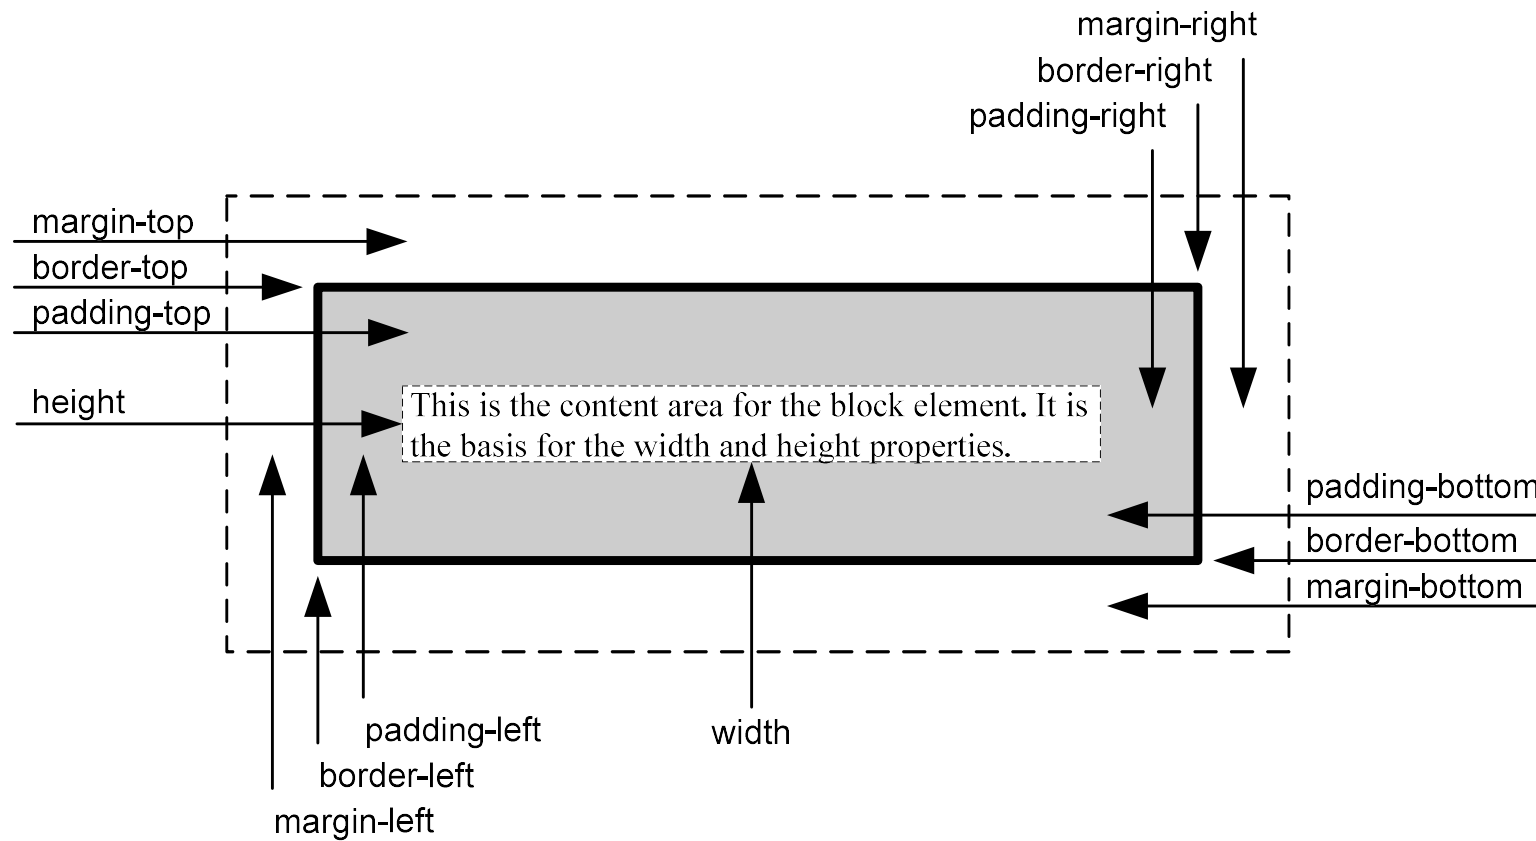 margin-right
border-right
padding-right
margin-top
border-top
padding-top
height
This is the content area for the block element. It is
the basis for the width and height properties.
padding-bottom
border-bottom
margin-bottom
padding-left
width
border-left
margin-left